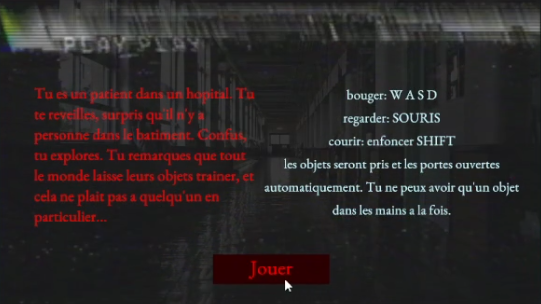 PLAY PLAY
Tu es un patient dans un hopital. Tu
te reveilles, surpris qu'il n'y a
personne dans le batiment. Confus,
tu explores. Tu remarques que tout
le monde laisse leurs objets trainer, et
cela ne plait pas a quelqu'un en
particulier...
bouger: W A S D
regarder: SOURIS
courir: enfoncer SHIFT
les objets seront pris et les portes ouvertes
automatiquement. Tu ne peux avoir qu'un objet
dans les mains a la fois.
Jouer